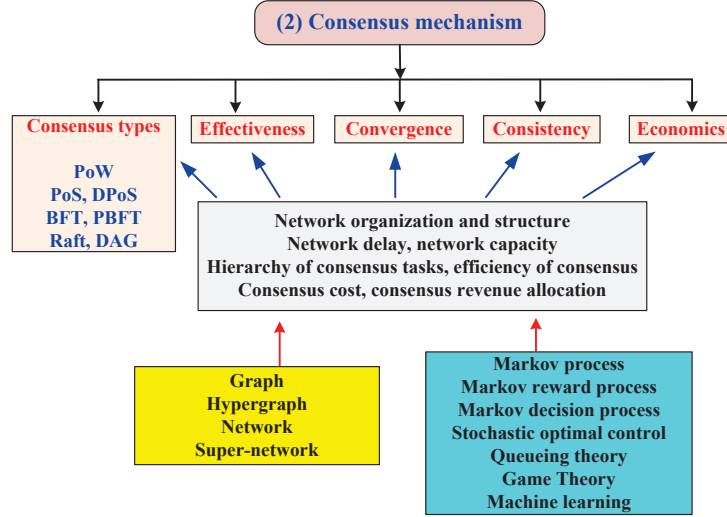 (2) Consensus mechanism
Consensus types
PoW
PoS, DPoS
BFT, PBFT
Raft, DAG
Effectiveness
Convergence
Consistency
Economics
Network organization and structure
Network delay, network capacity
Hierarchy of consensus tasks, efficiency of consensus
Consensus cost, consensus revenue allocation
Graph
Hypergraph
Network
Super-network
Markov process
Markov reward process
Markov decision process
Stochastic optimal control
Queueing theory
Game Theory
Machine learning